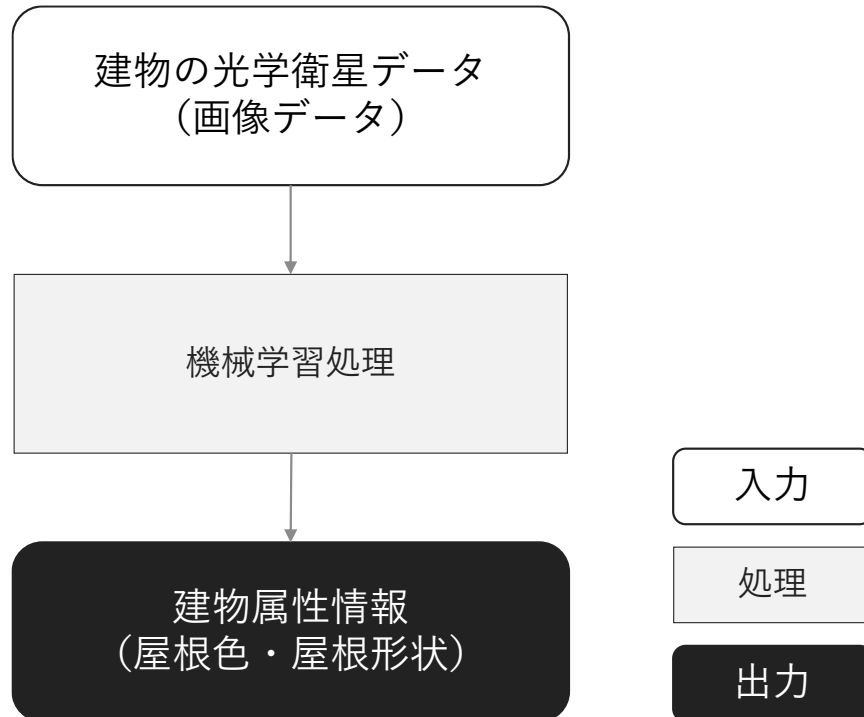 建物の光学衛星データ
（画像データ）
機械学習処理
建物属性情報
（屋根色・屋根形状）
入力
処理
出力